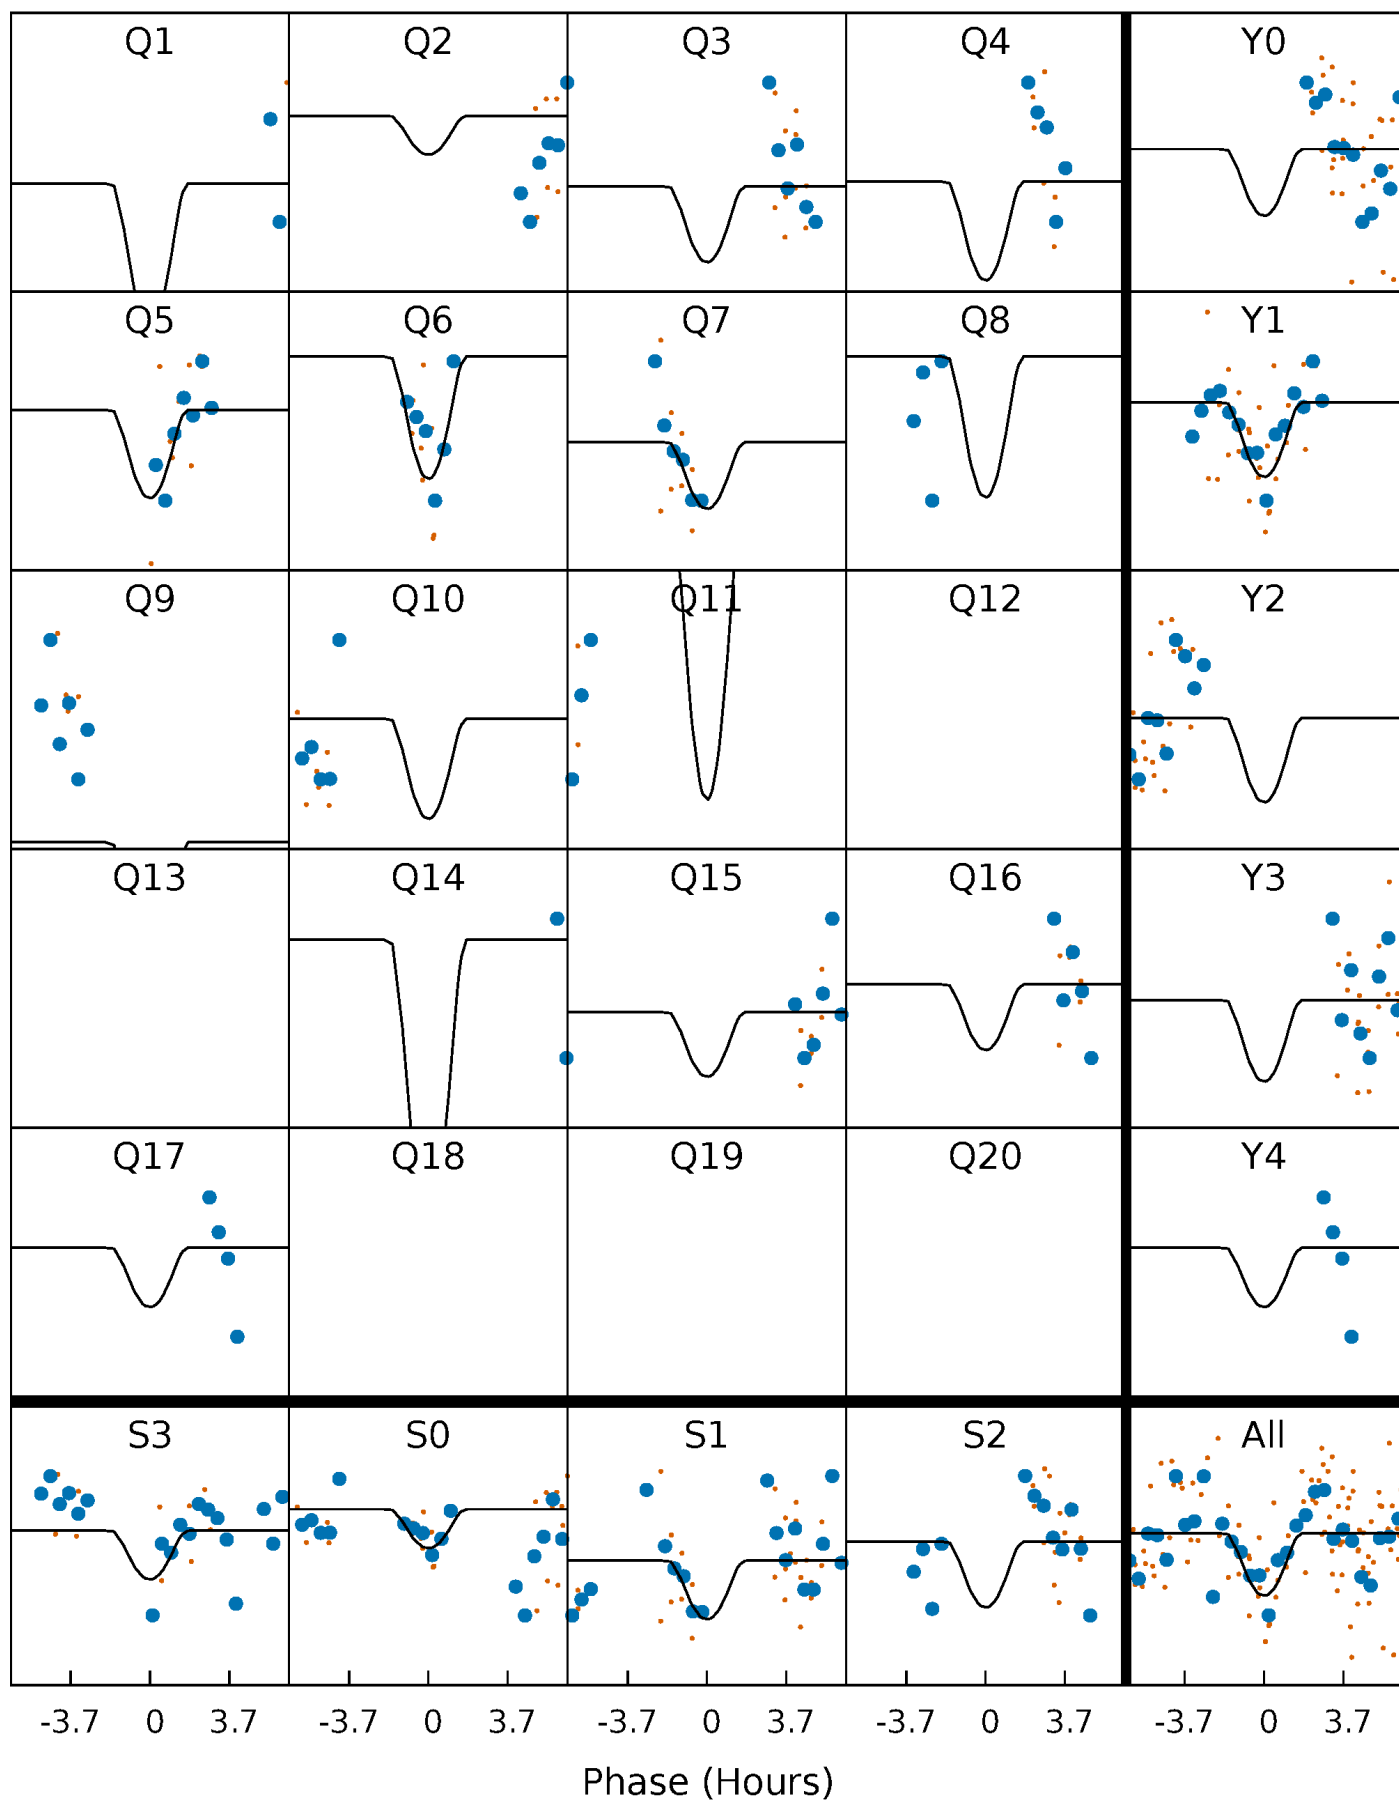 Q1 Q2 Q3 Q4 Y0
Q5 Q6 Q7 Q8 Y1
Q9 Q10 Q11 Q12 Y2
Q13 Q14 Q15 Q16 Y3
Q17 Q18 Q19 Q20 Y4
S3 S0 S1 S2 All
-3.7 0 3.7 -3.7 0 3.7 -3.7 0 3.7 -3.7 0 3.7 -3.7 0 3.7
Phase (Hours)